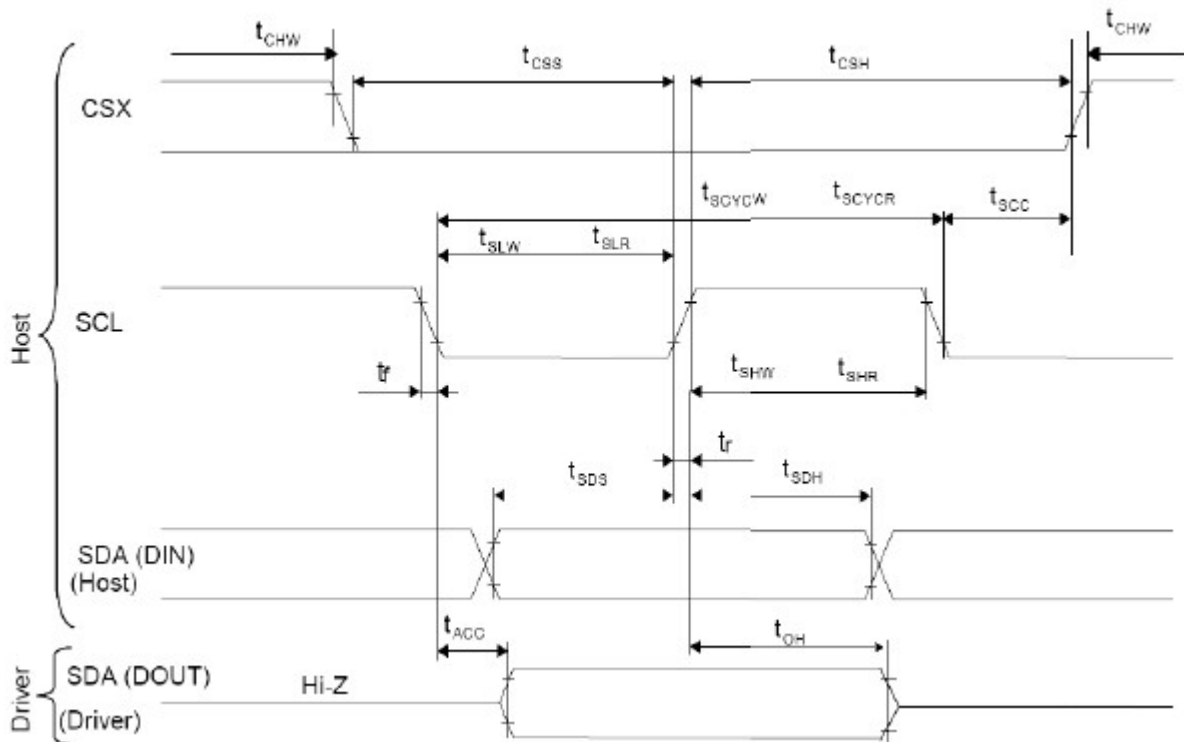 tCHW
tCHW
tCSS
tCSH
CSX
tSCYCW tSCYCR tSCC
tSLW tSLR
SCL
Host
tf
tSHW tSHR
tr
tSDS
tSDH
SDA (DIN)
(Host)
tACC
tOH
SDA (DOUT)
Hi-Z
(Driver)
Driver